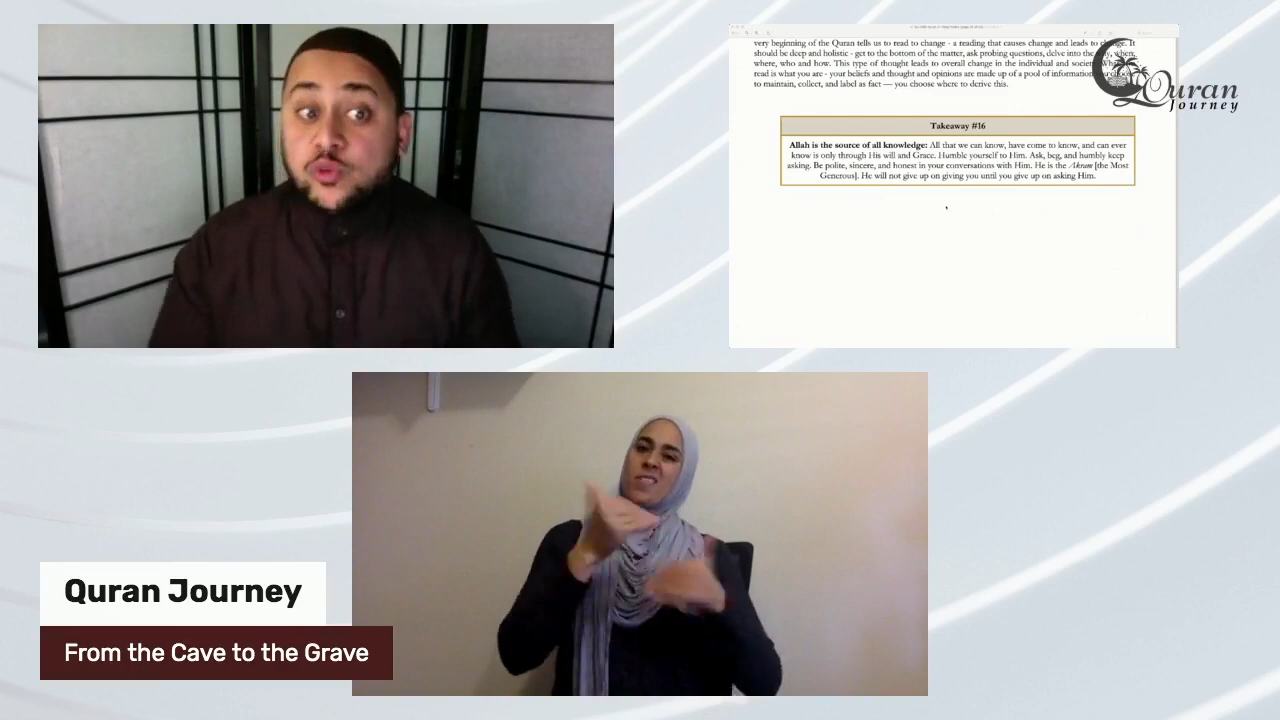 very beginning of the Quran tells us to read to change - a reading that causes change and leads to change. It
should be deep and holistic - get to the bottom of the matter, ask probing questions, delve into the why, when,
where, who and how. This type of thought leads to overall change in the individual and society. What
read is what you are - your beliefs and thought and opinions are made up of a pool of information
to maintain, collect, and label as fact — you choose where to derive this.
Quran
Journey
Takeaway #16
Allah is the source of all knowledge: All that we can know, have come to know, and can ever
know is only through His will and Grace. Humble yourself to Him. Ask, beg, and humbly keep
asking. Be polite, sincere, and honest in your conversations with Him. He is the Akram [the Most
Generous]. He will not give up on giving you until you give up on asking Him.
Quran Journey
From the Cave to the Grave